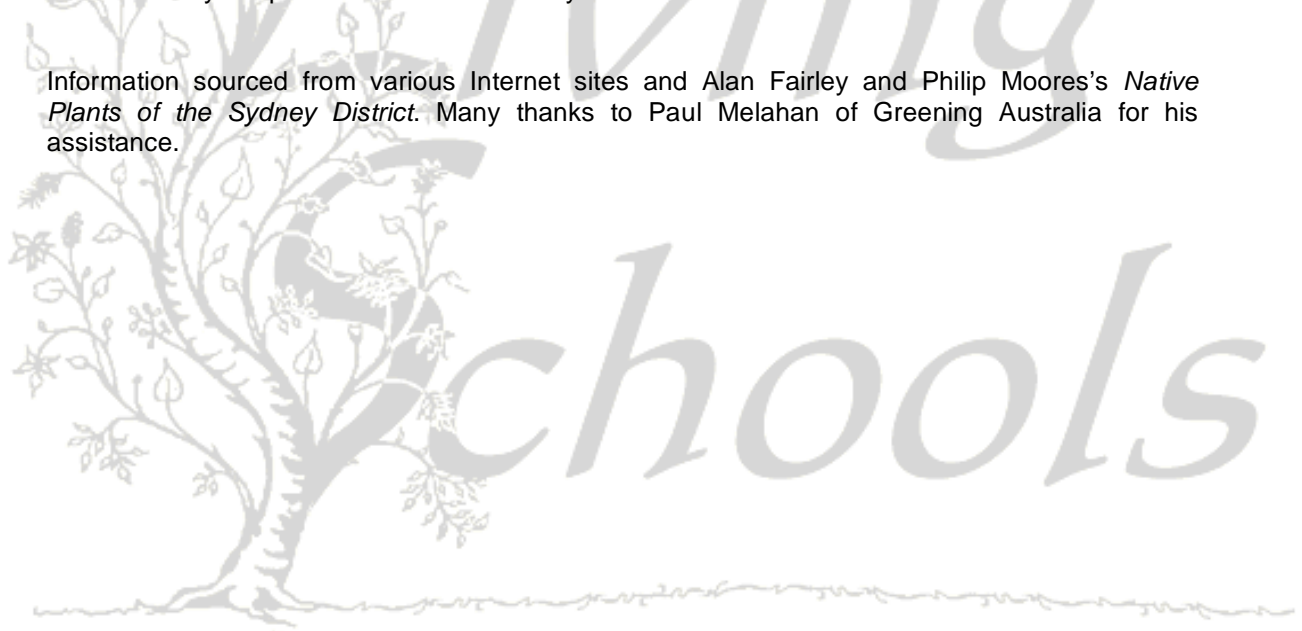 Information sourced from various Internet sites and Alan Fairley and Philip Moores's Native
Plants of the Sydney District. Many thanks to Paul Melahan of Greening Australia for his
assistance.
Schools